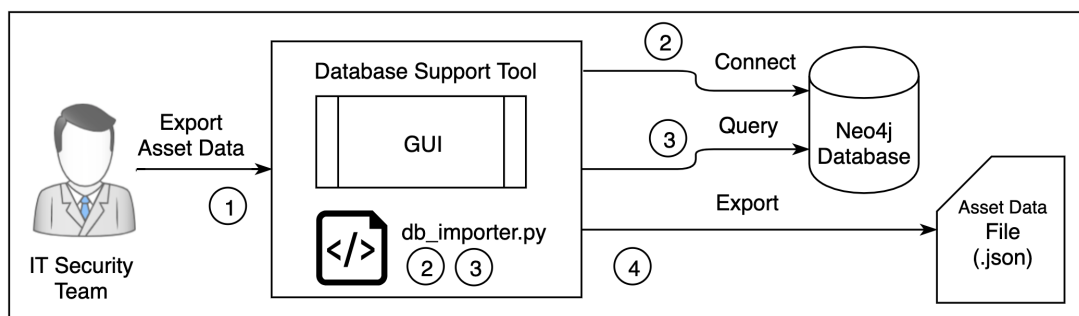 IT Security
Team
Export
Asset Data
1
Database Support Tool
GUI
</>
db_importer.py
2 3
2
Connect
3
Query
Neo4j
Database
Export
4
Asset Data
File
(.json)